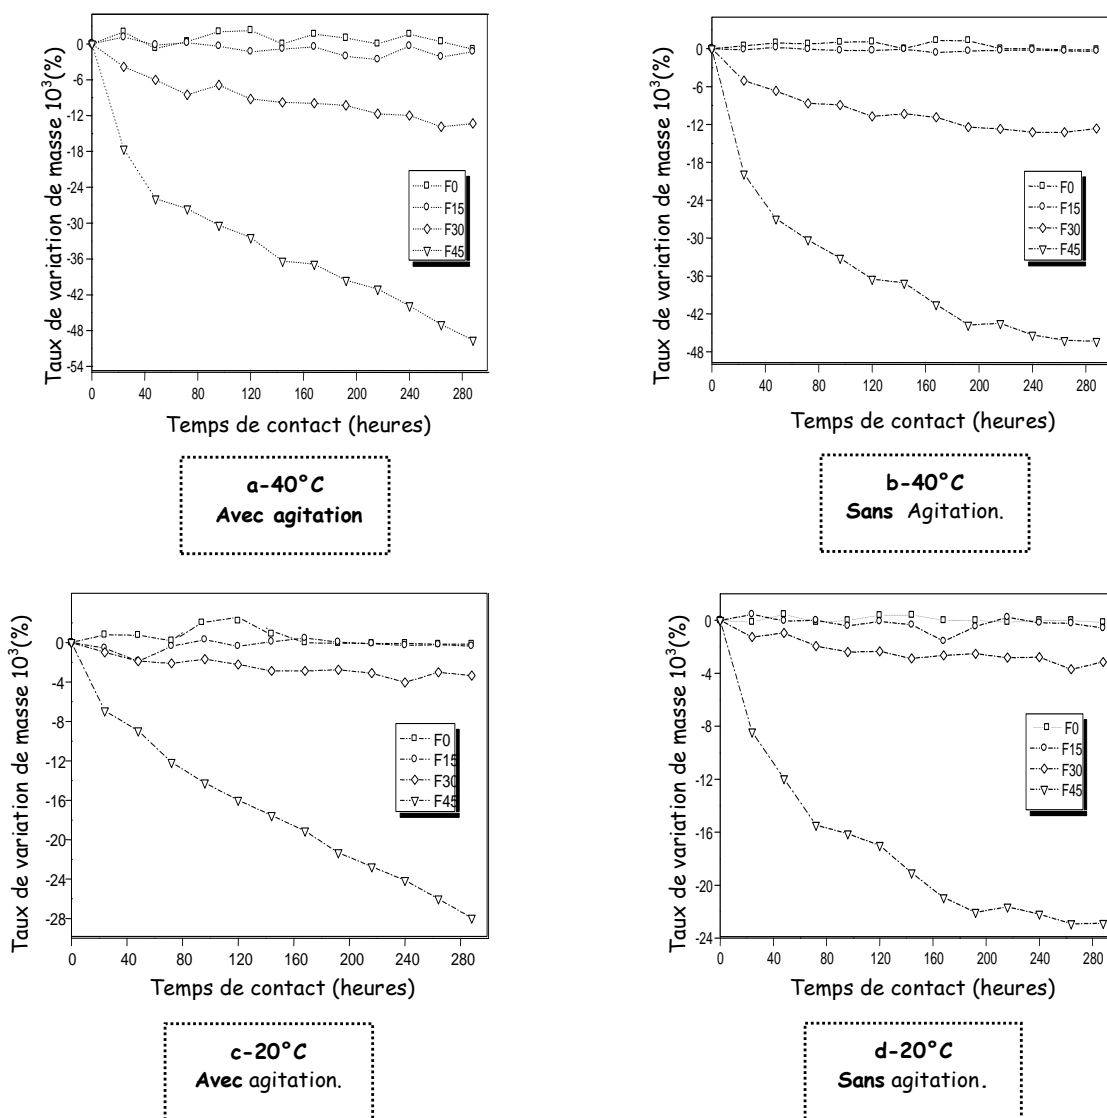 Taux de variation de masse 10³(%)
0
-6
-12
-18
-24
-30
-36
-42
-48
-54
F0
F15
F30
F45
0 40 80 120 160 200 240 280
Temps de contact (heures)
a-40°C
Avec agitation
Taux de variation de masse 10³(%)
0
-6
-12
-18
-24
-30
-36
-42
-48
F0
F15
F30
F45
0 40 80 120 160 200 240 280
Temps de contact (heures)
b-40°C
Sans Agitation.
Taux de variation de masse 10³(%)
0
-4
-8
-12
-16
-20
-24
-28
F0
F15
F30
F45
0 40 80 120 160 200 240 280
Temps de contact (heures)
c-20°C
Avec agitation.
Taux de variation de masse 10³(%)
0
-4
-8
-12
-16
-20
-24
F0
F15
F30
F45
0 40 80 120 160 200 240 280
Temps de contact (heures)
d-20°C
Sans agitation.